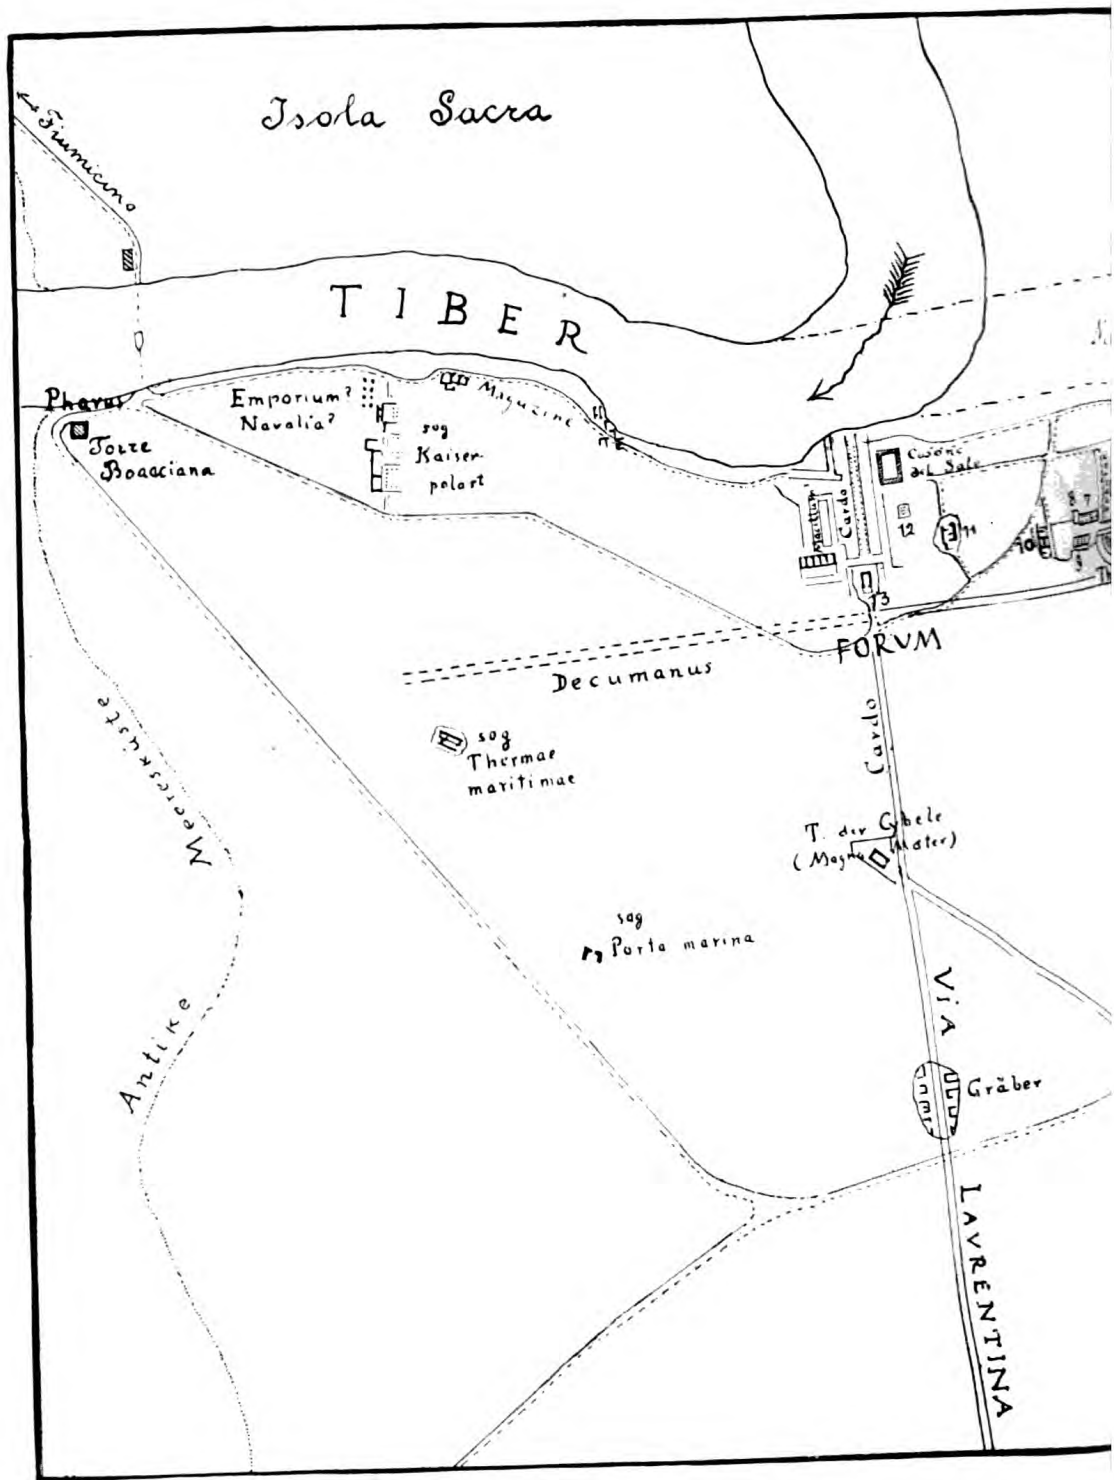 Isola Sacra
Fiumicino
TIBER
Pharus
Torre
Boacciana
Emporium?
Navalia?
sog
Kaiser-
palast
Magazine
Casone
del Sale
Macellum
Cardo
12
11
10
8
7
9
13
FORUM
Decumanus
Cardo
sog
Thermae
maritimae
T. der Cybele
(Magna Mater)
sog
Porta marina
Antike Meeresküste
VIA LAVRENTINA
Gräber